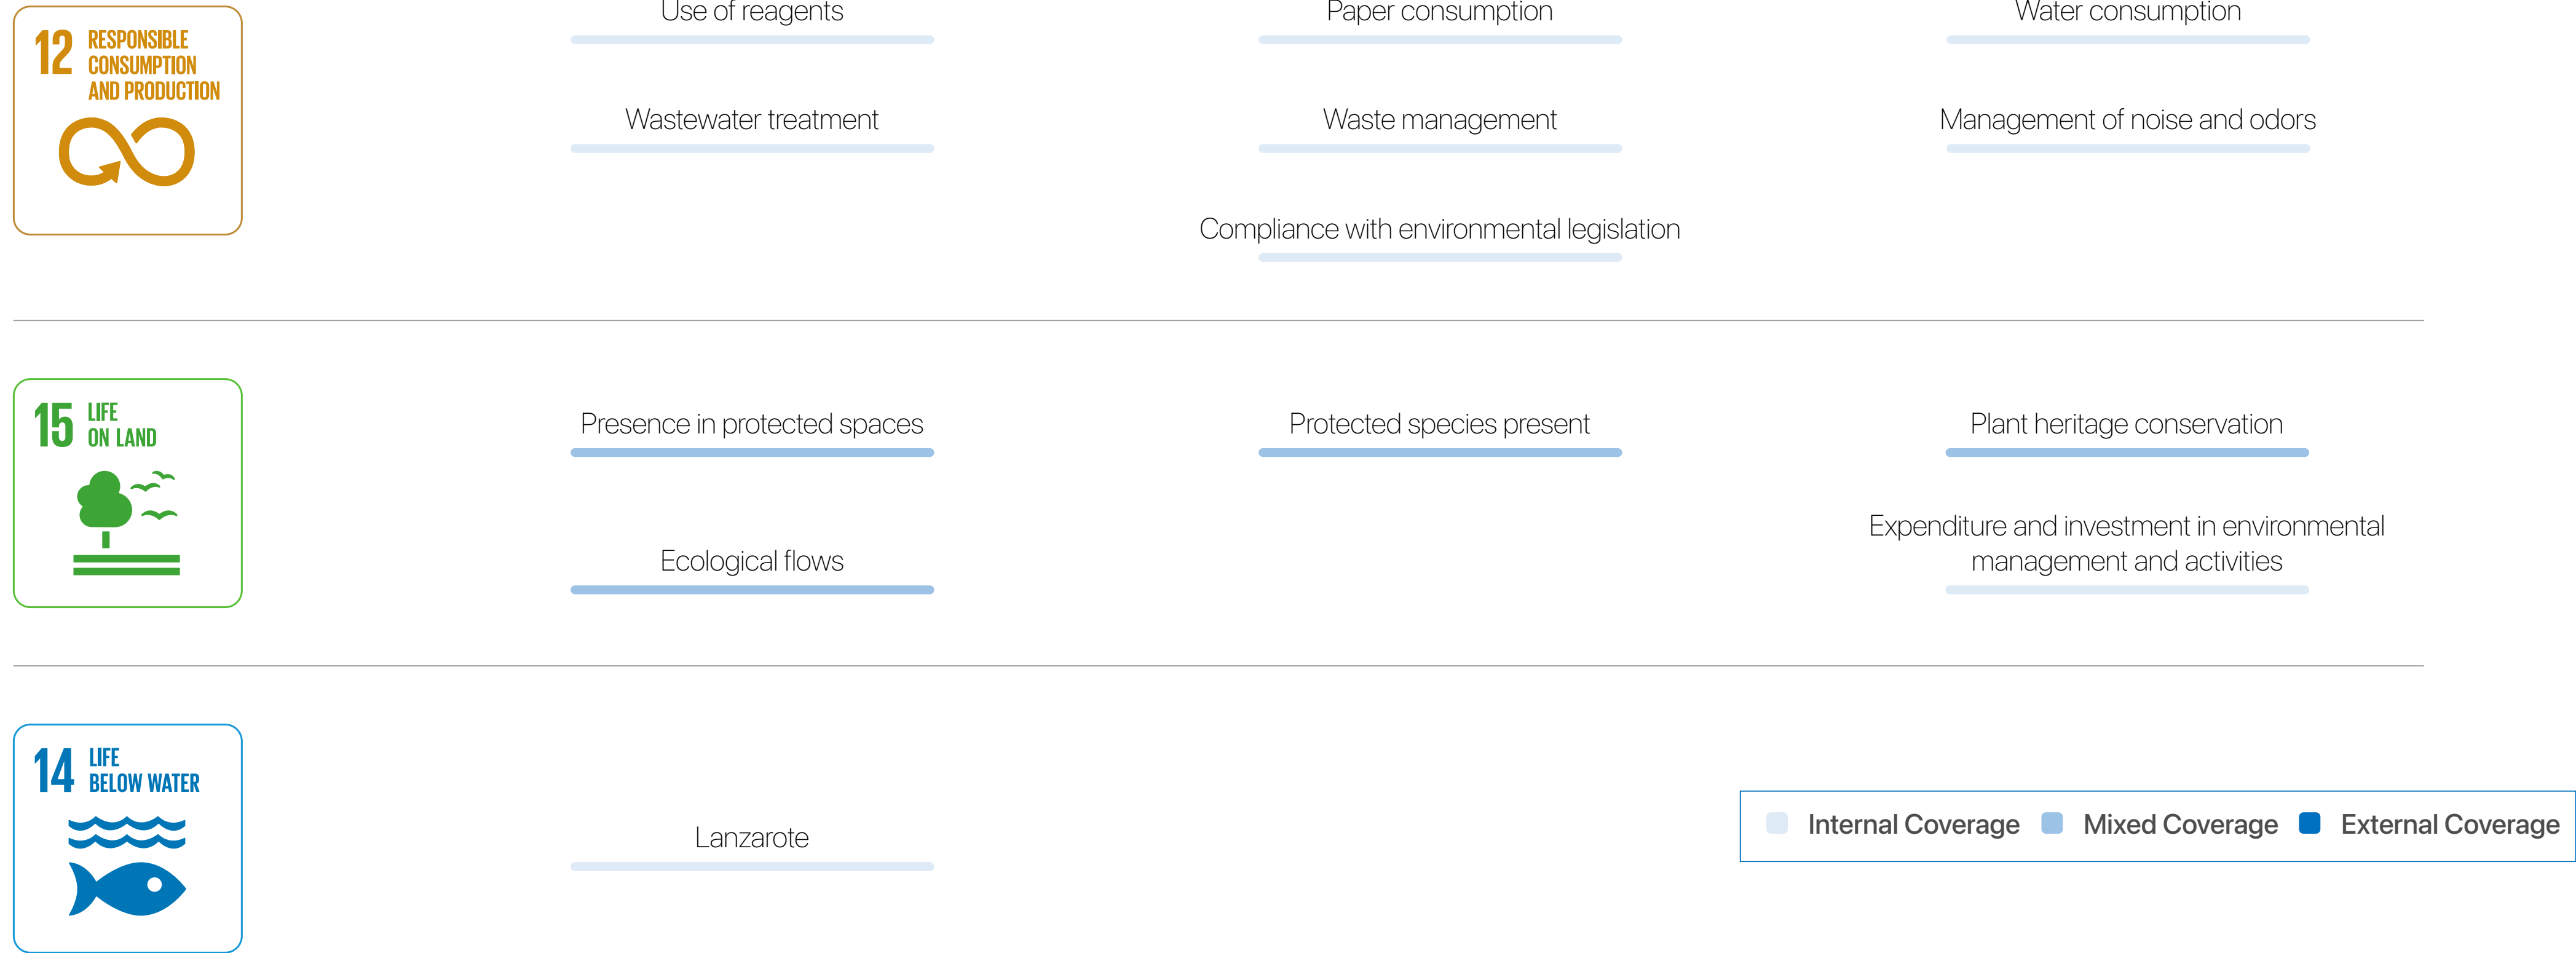 Use of reagents
Paper consumption
Water consumption
12 RESPONSIBLE
CONSUMPTION
AND PRODUCTION
Wastewater treatment
Waste management
Management of noise and odors
Compliance with environmental legislation
15 LIFE
ON LAND
Presence in protected spaces
Protected species present
Plant heritage conservation
Ecological flows
Expenditure and investment in environmental
management and activities
14 LIFE
BELOW WATER
Lanzarote
Internal Coverage
Mixed Coverage
External Coverage